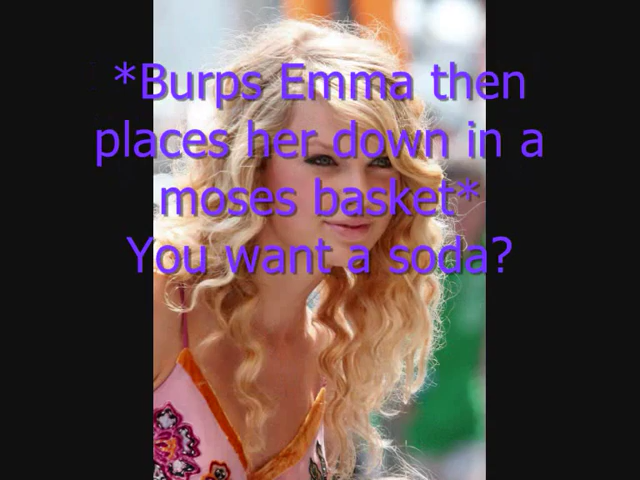 *Burps Emma then
places her down in a
moses basket*
You want a soda?